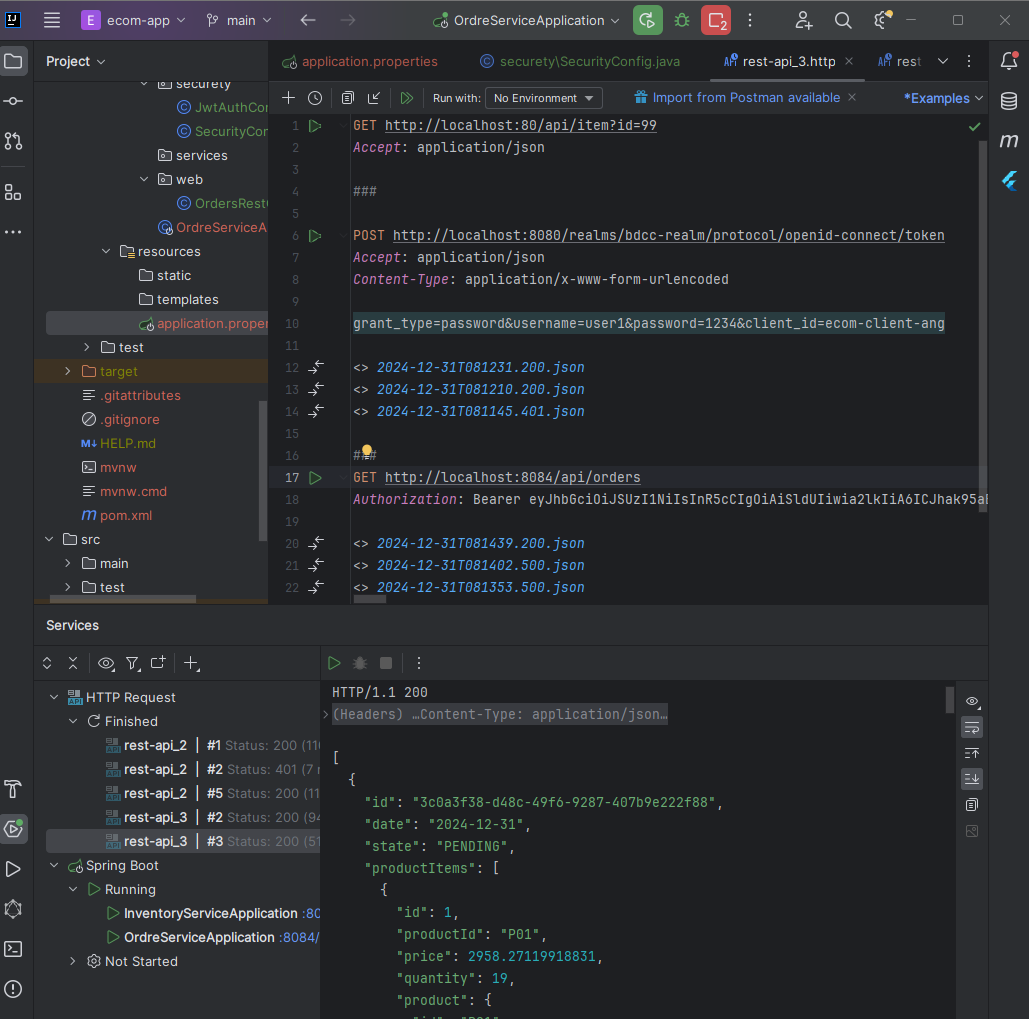 IJ E ecom-app main OrdreServiceApplication 2
Project
application.properties securety\SecurityConfig.java rest-api_3.http rest
Run with: No Environment Import from Postman available *Examples
securety
JwtAuthCon
SecurityCon
services
web
OrdersRest
OrdreServiceA
resources
static
templates
application.proper
test
target
.gitattributes
.gitignore
M↓ HELP.md
mvnw
mvnw.cmd
m pom.xml
src
main
test
1 GET http://localhost:80/api/item?id=99
2 Accept: application/json
3
4 ###
5
6 POST http://localhost:8080/realms/bdcc-realm/protocol/openid-connect/token
7 Accept: application/json
8 Content-Type: application/x-www-form-urlencoded
9
10 grant_type=password&username=user1&password=1234&client_id=ecom-client-ang
11
12 <> 2024-12-31T081231.200.json
13 <> 2024-12-31T081210.200.json
14 <> 2024-12-31T081145.401.json
15
16 ###
17 GET http://localhost:8084/api/orders
18 Authorization: Bearer eyJhbGciOiJSUzI1NiIsInR5cCIgOiAiSldUIiwia2lkIiA6ICJhak95aE
19
20 <> 2024-12-31T081439.200.json
21 <> 2024-12-31T081402.500.json
22 <> 2024-12-31T081353.500.json
Services
HTTP Request
Finished
rest-api_2 | #1 Status: 200 (110
rest-api_2 | #2 Status: 401 (7 m
rest-api_2 | #5 Status: 200 (11
rest-api_3 | #2 Status: 200 (94
rest-api_3 | #3 Status: 200 (51
Spring Boot
Running
InventoryServiceApplication :80
OrdreServiceApplication :8084/
Not Started
HTTP/1.1 200
(Headers) …Content-Type: application/json…
[
{
"id": "3c0a3f38-d48c-49f6-9287-407b9e222f88",
"date": "2024-12-31",
"state": "PENDING",
"productItems": [
{
"id": 1,
"productId": "P01",
"price": 2958.27119918831,
"quantity": 19,
"product": {
"id": "P01"